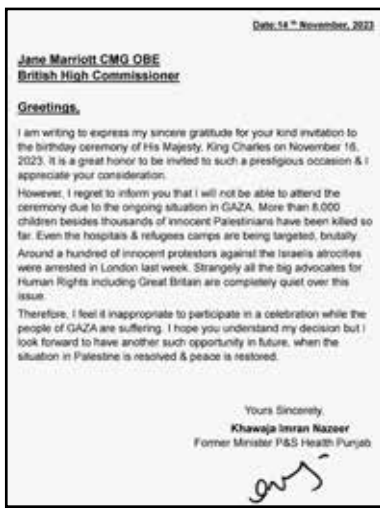 Date:14 th November, 2023
Jane Marriott CMG OBE
British High Commissioner
Greetings,
I am writing to express my sincere gratitude for your kind invitation to
the birthday ceremony of His Majesty, King Charles on November 16,
2023. It is a great honor to be invited to such a prestigious occasion & I
appreciate your consideration.
However, I regret to inform you that I will not be able to attend the
ceremony due to the ongoing situation in GAZA. More than 8,000
children besides thousands of innocent Palestinians have been killed so
far. Even the hospitals & refugees camps are being targeted, brutally.
Around a hundred of innocent protestors against the Israelis atrocities
were arrested in London last week. Strangely all the big advocates for
Human Rights including Great Britain are completely quiet over this
issue.
Therefore, I feel it inappropriate to participate in a celebration while the
people of GAZA are suffering. I hope you understand my decision but I
look forward to have another such opportunity in future, when the
situation in Palestine is resolved & peace is restored.
Yours Sincerely,
Khawaja Imran Nazeer
Former Minister P&S Health Punjab